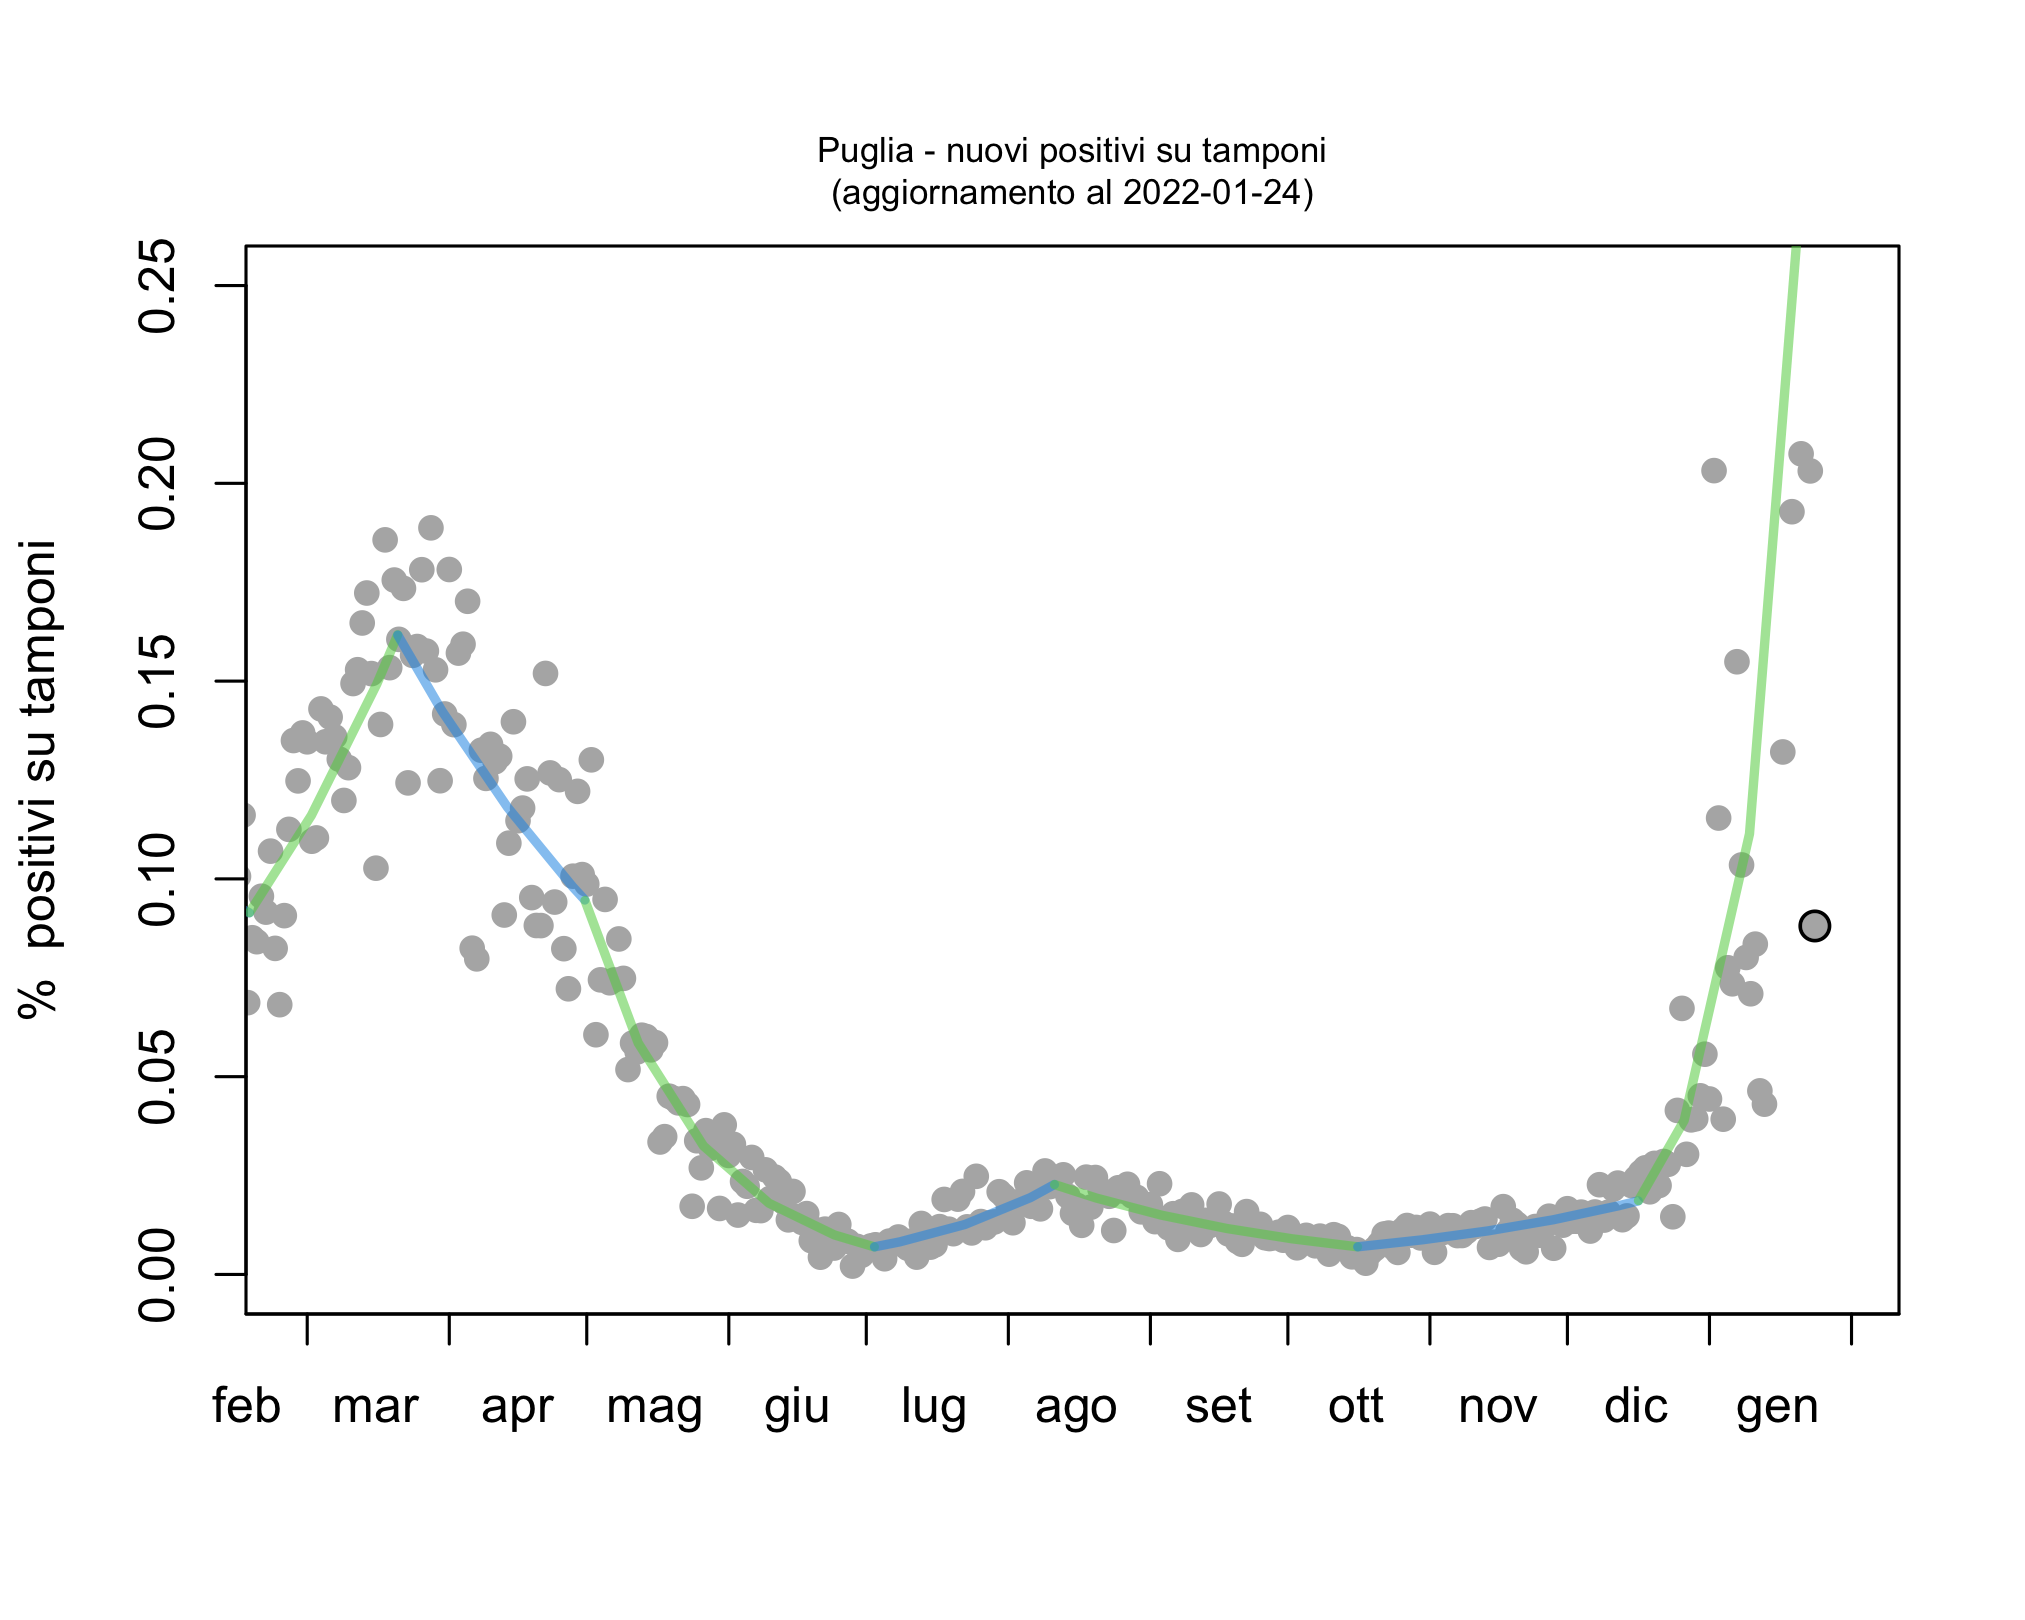 Puglia - nuovi positivi su tamponi
(aggiornamento al 2022-01-24)
%  positivi su tamponi
0.25
0.20
0.15
0.10
0.05
0.00
feb mar apr mag giu lug ago set ott nov dic gen